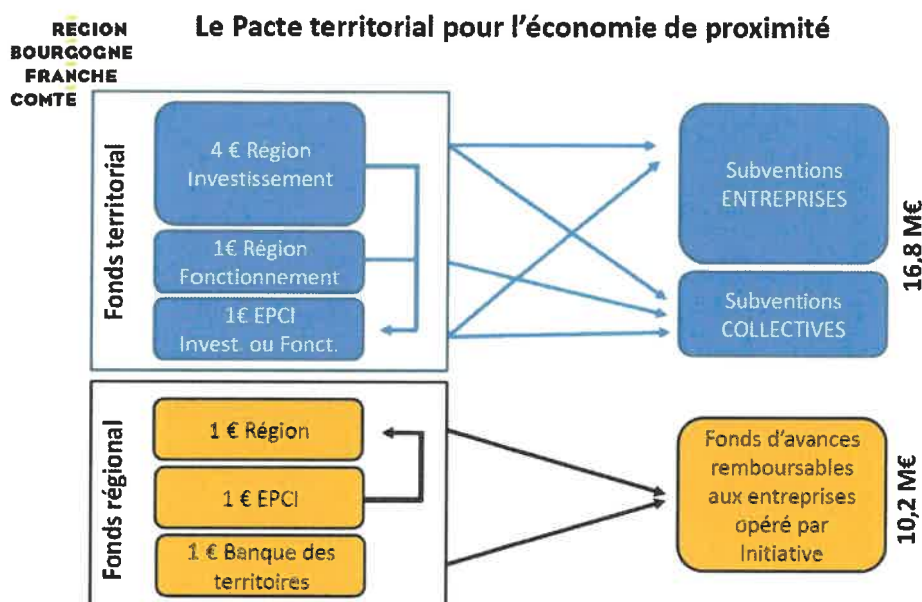 REGION
BOURGOGNE
FRANCHE
COMTE
Le Pacte territorial pour l'économie de proximité
Fonds territorial
4 € Région
Investissement
1€ Région
Fonctionnement
1€ EPCI
Invest. ou Fonct.
Subventions
ENTREPRISES
Subventions
COLLECTIVES
16,8 M€
Fonds régional
1 € Région
1 € EPCI
1 € Banque des
territoires
Fonds d'avances
remboursables
aux entreprises
opéré par
Initiative
10,2 M€